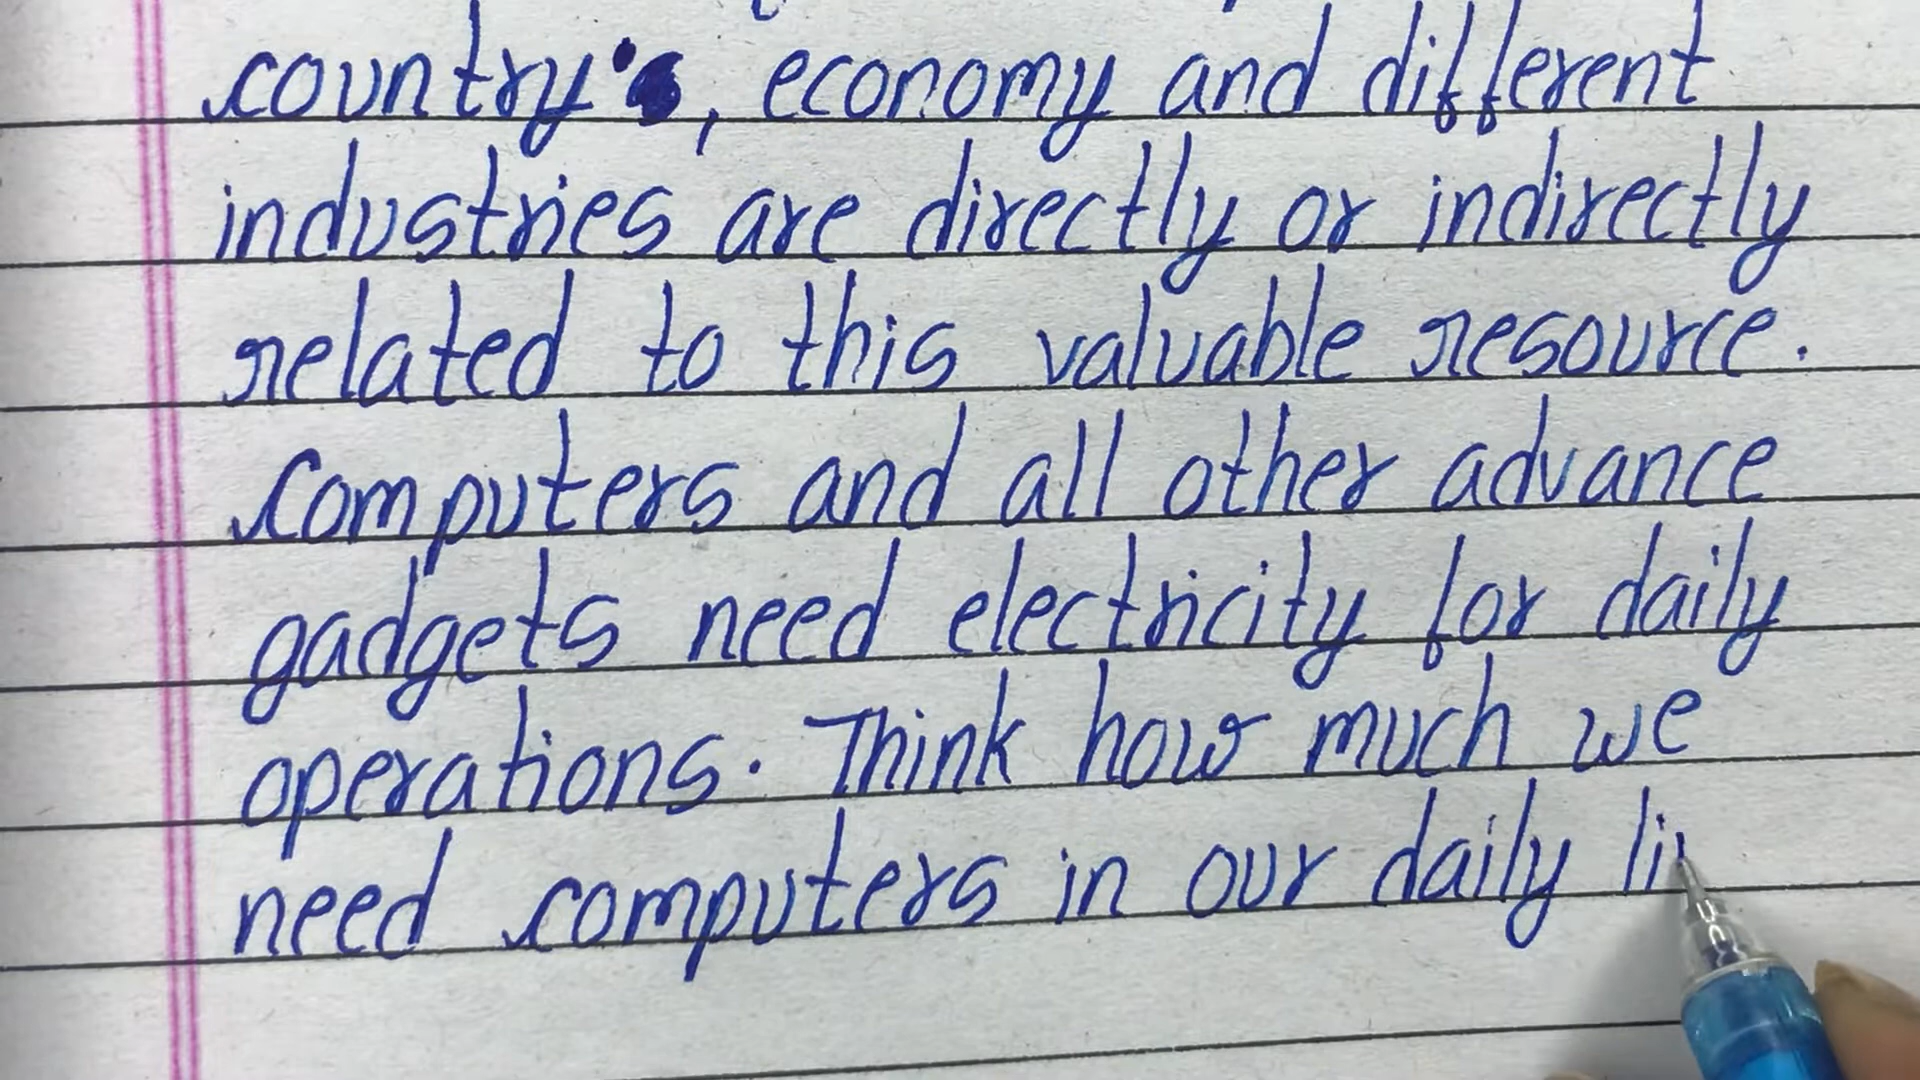 country's, economy and different
industries are directly or indirectly
related to this valuable resource.
Computers and all other advance
gadgets need electricity for daily
operations. Think how much we
need computers in our daily li